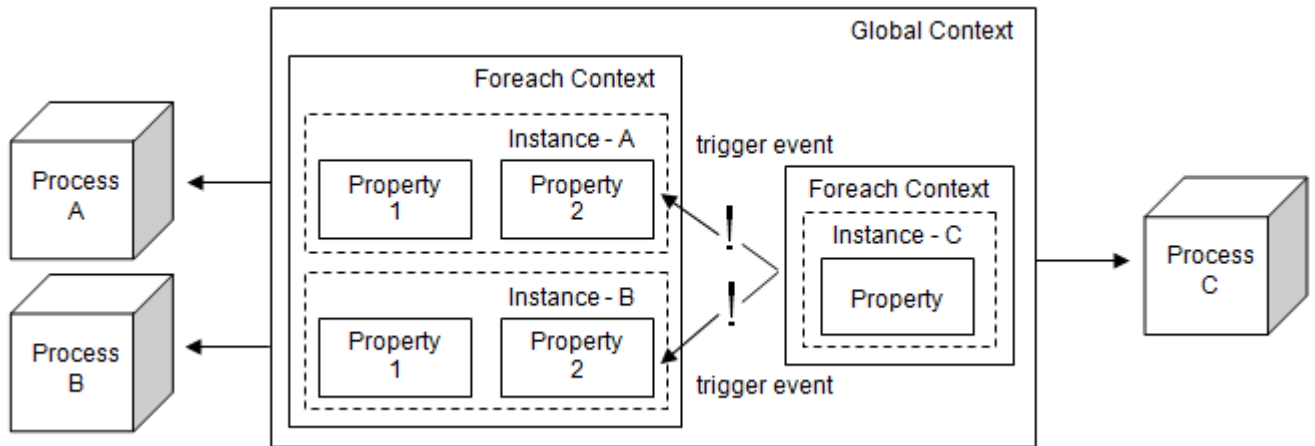 Global Context
Foreach Context
Instance - A
trigger event
Property
1
Property
2
Process
A
Foreach Context
Instance - C
Property
Process
C
Instance - B
Property
1
Property
2
Process
B
trigger event
!
!